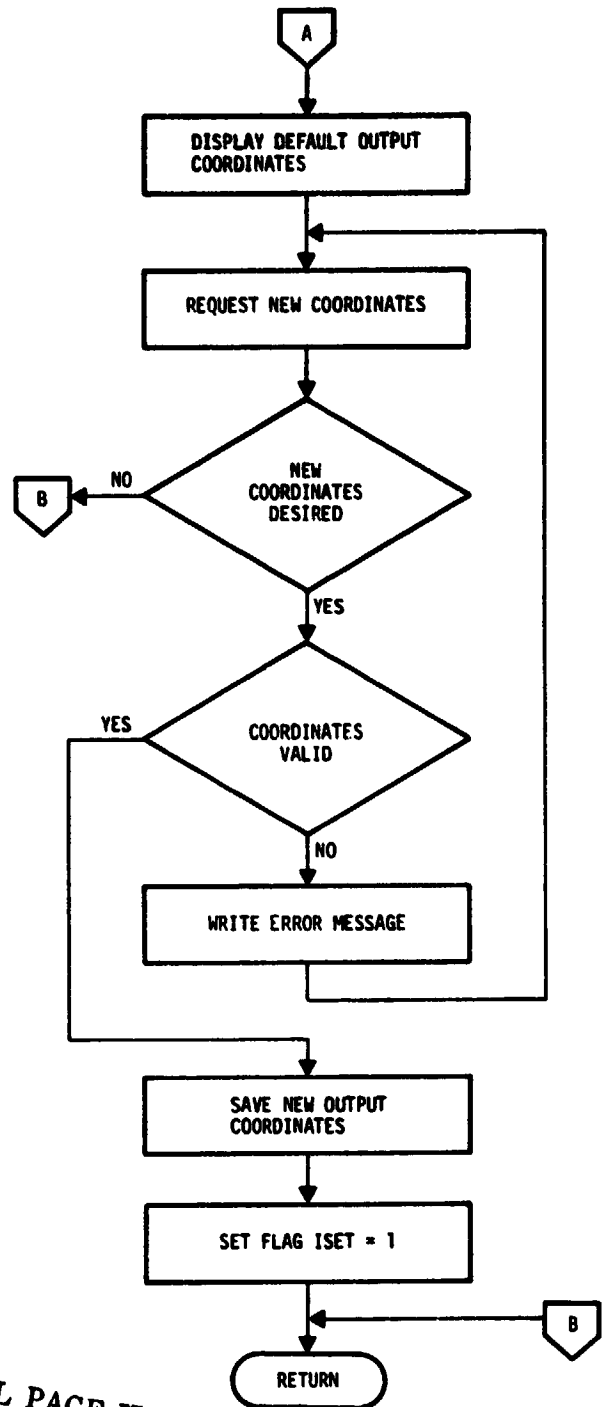 A
DISPLAY DEFAULT OUTPUT
COORDINATES
REQUEST NEW COORDINATES
NEW
COORDINATES
DESIRED
NO
B
YES
COORDINATES
VALID
YES
NO
WRITE ERROR MESSAGE
SAVE NEW OUTPUT
COORDINATES
SET FLAG ISET = 1
B
RETURN
PAGE